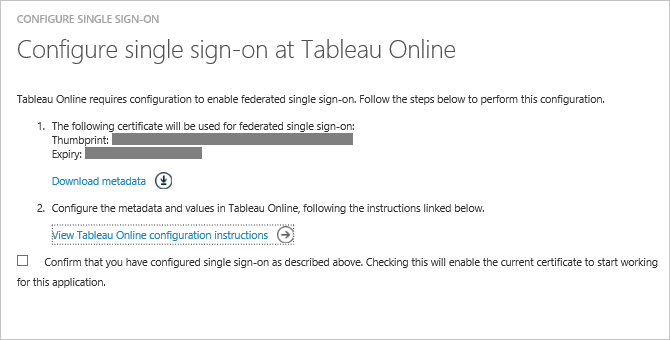 CONFIGURE SINGLE SIGN-ON
Configure single sign-on at Tableau Online
Tableau Online requires configuration to enable federated single sign-on. Follow the steps below to perform this configuration.
1. The following certificate will be used for federated single sign-on:
Thumbprint:
Expiry:
Download metadata
2. Configure the metadata and values in Tableau Online, following the instructions linked below.
View Tableau Online configuration instructions
Confirm that you have configured single sign-on as described above. Checking this will enable the current certificate to start working
for this application.